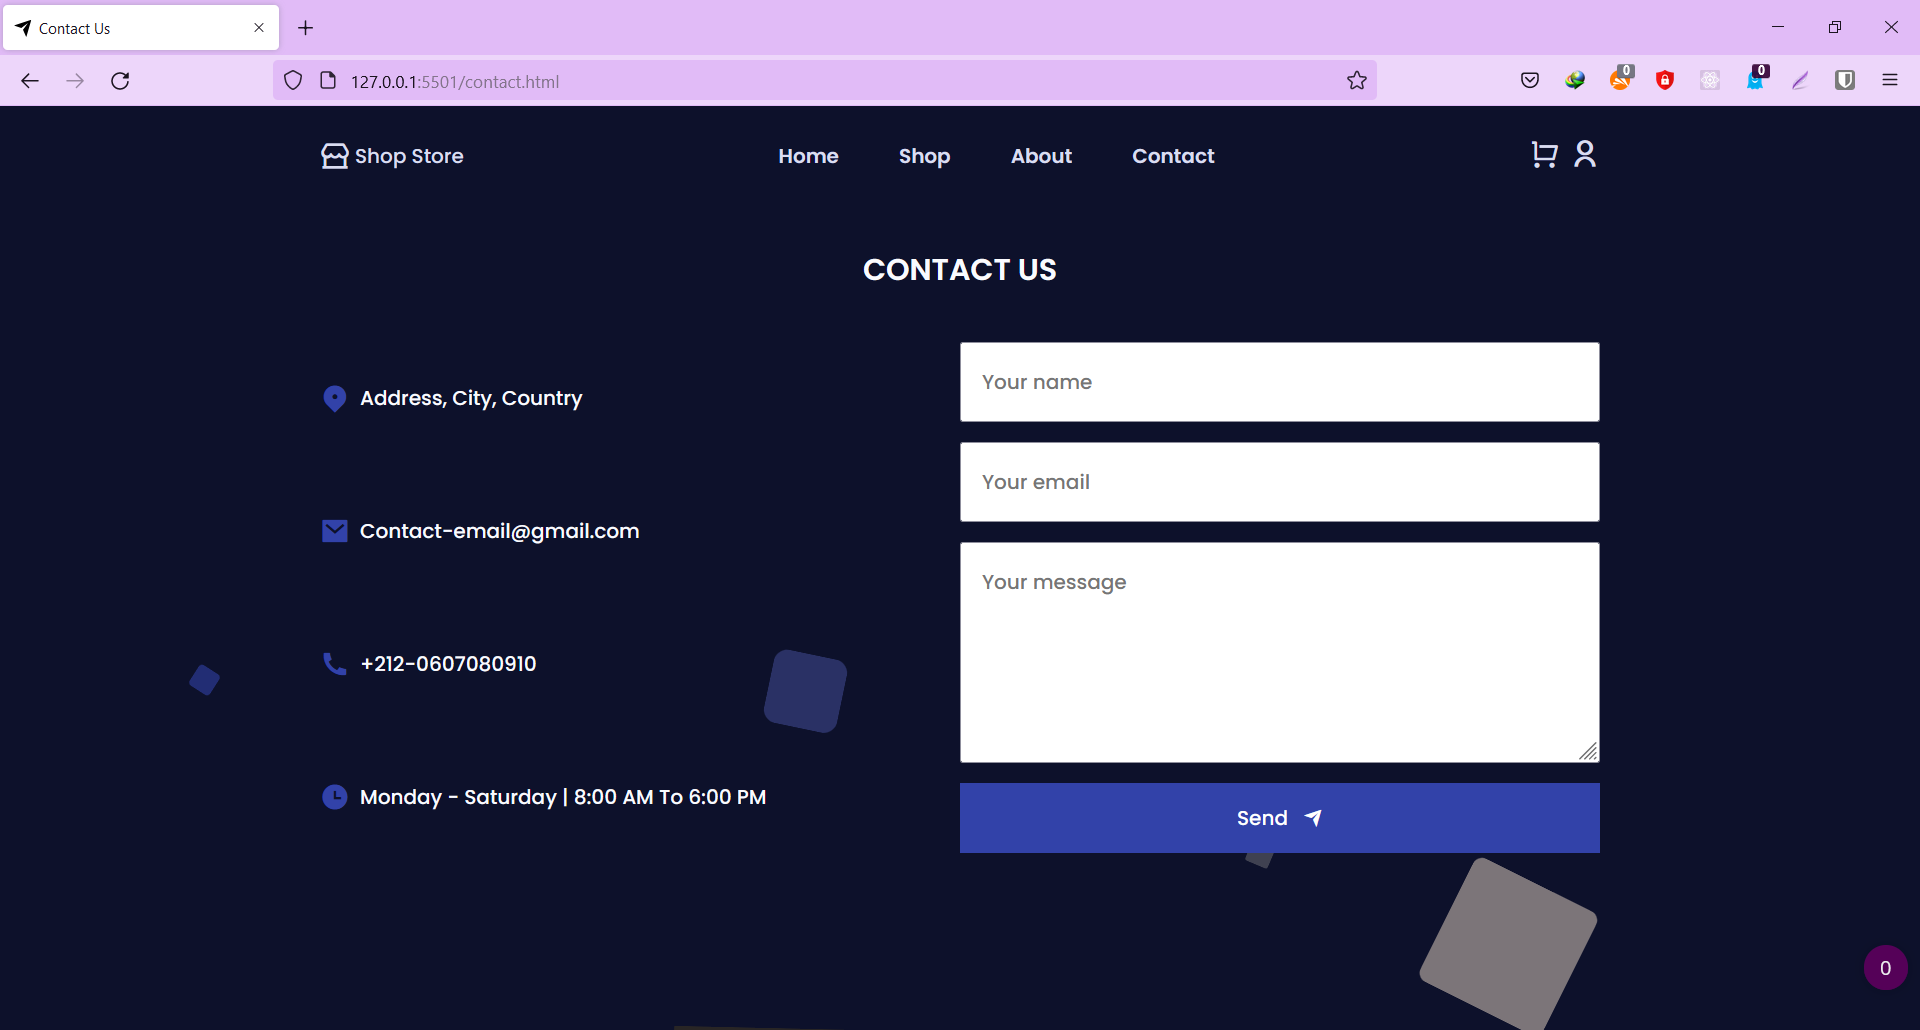 Contact Us
127.0.0.1:5501/contact.html
0
0
Shop Store
Home
Shop
About
Contact
CONTACT US
Address, City, Country
Contact-email@gmail.com
+212-0607080910
Monday - Saturday | 8:00 AM To 6:00 PM
Your name
Your email
Your message
Send
0